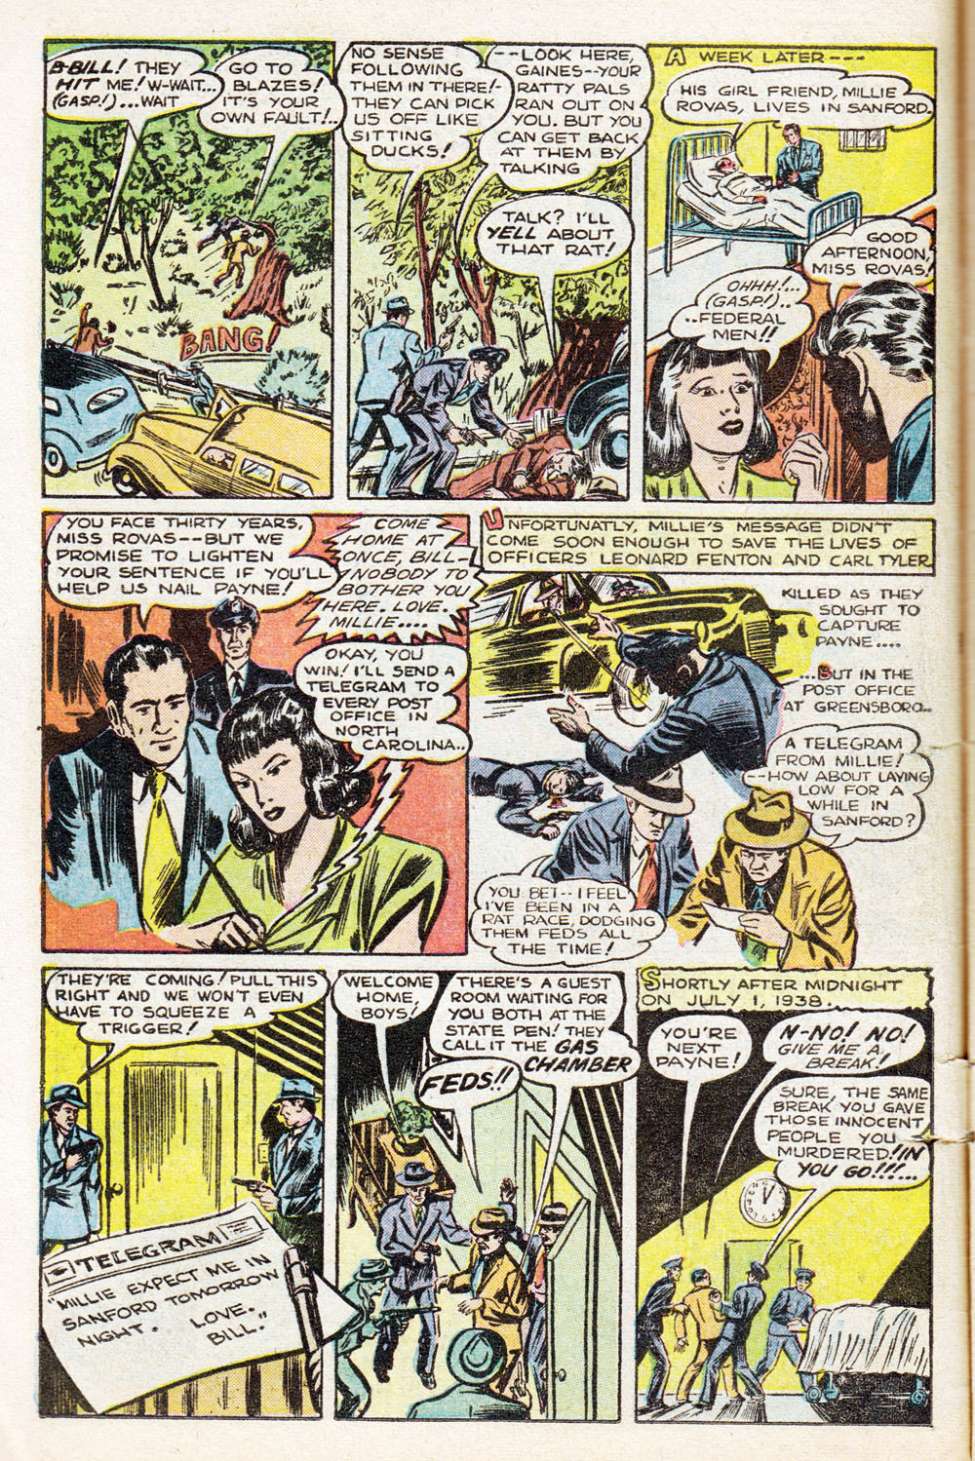 B-BILL! THEY
HIT ME! W-WAIT...
(GASP!)...WAIT
GO TO
BLAZES!
IT'S YOUR
OWN FAULT!..
BANG!
NO SENSE
FOLLOWING
THEM IN THERE!-
THEY CAN PICK
US OFF LIKE
SITTING
DUCKS!
--LOOK HERE,
GAINES--YOUR
RATTY PALS
RAN OUT ON
YOU. BUT YOU
CAN GET BACK
AT THEM BY
TALKING
TALK? I'LL
YELL ABOUT
THAT RAT!
A WEEK LATER---
HIS GIRL FRIEND, MILLIE
ROVAS, LIVES IN SANFORD.
GOOD
AFTERNOON,
MISS ROVAS!
OHHH!...
(GASP!)..
..FEDERAL
MEN!!
YOU FACE THIRTY YEARS,
MISS ROVAS--BUT WE
PROMISE TO LIGHTEN
YOUR SENTENCE IF YOU'LL
HELP US NAIL PAYNE!
COME
HOME AT
ONCE, BILL-
NOBODY TO
BOTHER YOU
HERE. LOVE.
MILLIE....
OKAY, YOU
WIN! I'LL SEND A
TELEGRAM TO
EVERY POST
OFFICE IN
NORTH
CAROLINA..
UNFORTUNATLY, MILLIE'S MESSAGE DIDN'T
COME SOON ENOUGH TO SAVE THE LIVES OF
OFFICERS LEONARD FENTON AND CARL TYLER
KILLED AS THEY
SOUGHT TO
CAPTURE
PAYNE....
...BUT IN THE
POST OFFICE
AT GREENSBORO..
A TELEGRAM
FROM MILLIE!
--HOW ABOUT LAYING
LOW FOR A
WHILE IN
SANFORD?
YOU BET--I FEEL
I'VE BEEN IN A
RAT RACE, DODGING
THEM FEDS ALL
THE TIME!
THEY'RE COMING! PULL THIS
RIGHT AND WE WON'T EVEN
HAVE TO SQUEEZE A
TRIGGER!
TELEGRAM
"MILLIE EXPECT ME IN
SANFORD TOMORROW
NIGHT. LOVE.
BILL."
WELCOME
HOME,
BOYS!
THERE'S A GUEST
ROOM WAITING FOR
YOU BOTH AT THE
STATE PEN! THEY
CALL IT THE GAS
CHAMBER
FEDS!!
SHORTLY AFTER MIDNIGHT
ON JULY 1, 1938.
YOU'RE
NEXT
PAYNE!
N-NO! NO!
GIVE ME A
BREAK!
SURE, THE SAME
BREAK YOU GAVE
THOSE INNOCENT
PEOPLE YOU
MURDERED! IN
YOU GO!!!...